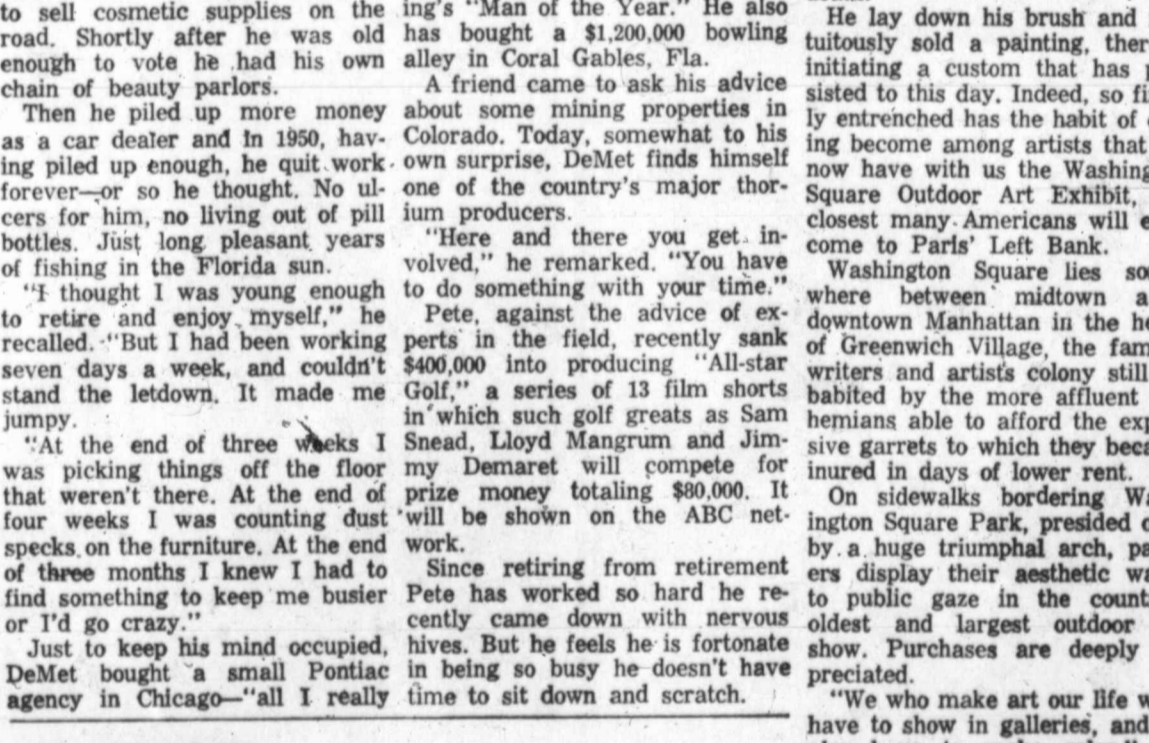 to sell cosmetic supplies on the
road. Shortly after he was old
enough to vote he had his own
chain of beauty parlors.
Then he piled up more money
as a car dealer and in 1950, hav-
ing piled up enough, he quit work
forever—or so he thought. No ul-
cers for him, no living out of pill
bottles. Just long pleasant years
of fishing in the Florida sun.
"I thought I was young enough
to retire and enjoy myself," he
recalled. "But I had been working
seven days a week, and couldn't
stand the letdown. It made me
jumpy.
"At the end of three weeks I
was picking things off the floor
that weren't there. At the end of
four weeks I was counting dust
specks on the furniture. At the end
of three months I knew I had to
find something to keep me busier
or I'd go crazy."
Just to keep his mind occupied,
DeMet bought a small Pontiac
agency in Chicago—"all I really
ing's "Man of the Year." He also
has bought a $1,200,000 bowling
alley in Coral Gables, Fla.
A friend came to ask his advice
about some mining properties in
Colorado. Today, somewhat to his
own surprise, DeMet finds himself
one of the country's major thor-
ium producers.
"Here and there you get in-
volved," he remarked. "You have
to do something with your time."
Pete, against the advice of ex-
perts in the field, recently sank
$400,000 into producing "All-star
Golf," a series of 13 film shorts
in which such golf greats as Sam
Snead, Lloyd Mangrum and Jim-
my Demaret will compete for
prize money totaling $80,000. It
will be shown on the ABC net-
work.
Since retiring from retirement
Pete has worked so hard he re-
cently came down with nervous
hives. But he feels he is fortonate
in being so busy he doesn't have
time to sit down and scratch.
He lay down his brush and
tuitously sold a painting, ther
initiating a custom that has
sisted to this day. Indeed, so fi
ly entrenched has the habit of
ing become among artists that
now have with us the Washing
Square Outdoor Art Exhibit,
closest many Americans will e
come to Paris' Left Bank.
Washington Square lies so
where between midtown a
downtown Manhattan in the he
of Greenwich Village, the fam
writers and artists colony still
babited by the more affluent
hemians able to afford the exp
sive garrets to which they beca
inured in days of lower rent.
On sidewalks bordering Wa
ington Square Park, presided o
by a huge triumphal arch, pa
ers display their aesthetic wa
to public gaze in the count
oldest and largest outdoor
show. Purchases are deeply
preciated.
"We who make art our life w
have to show in galleries, and